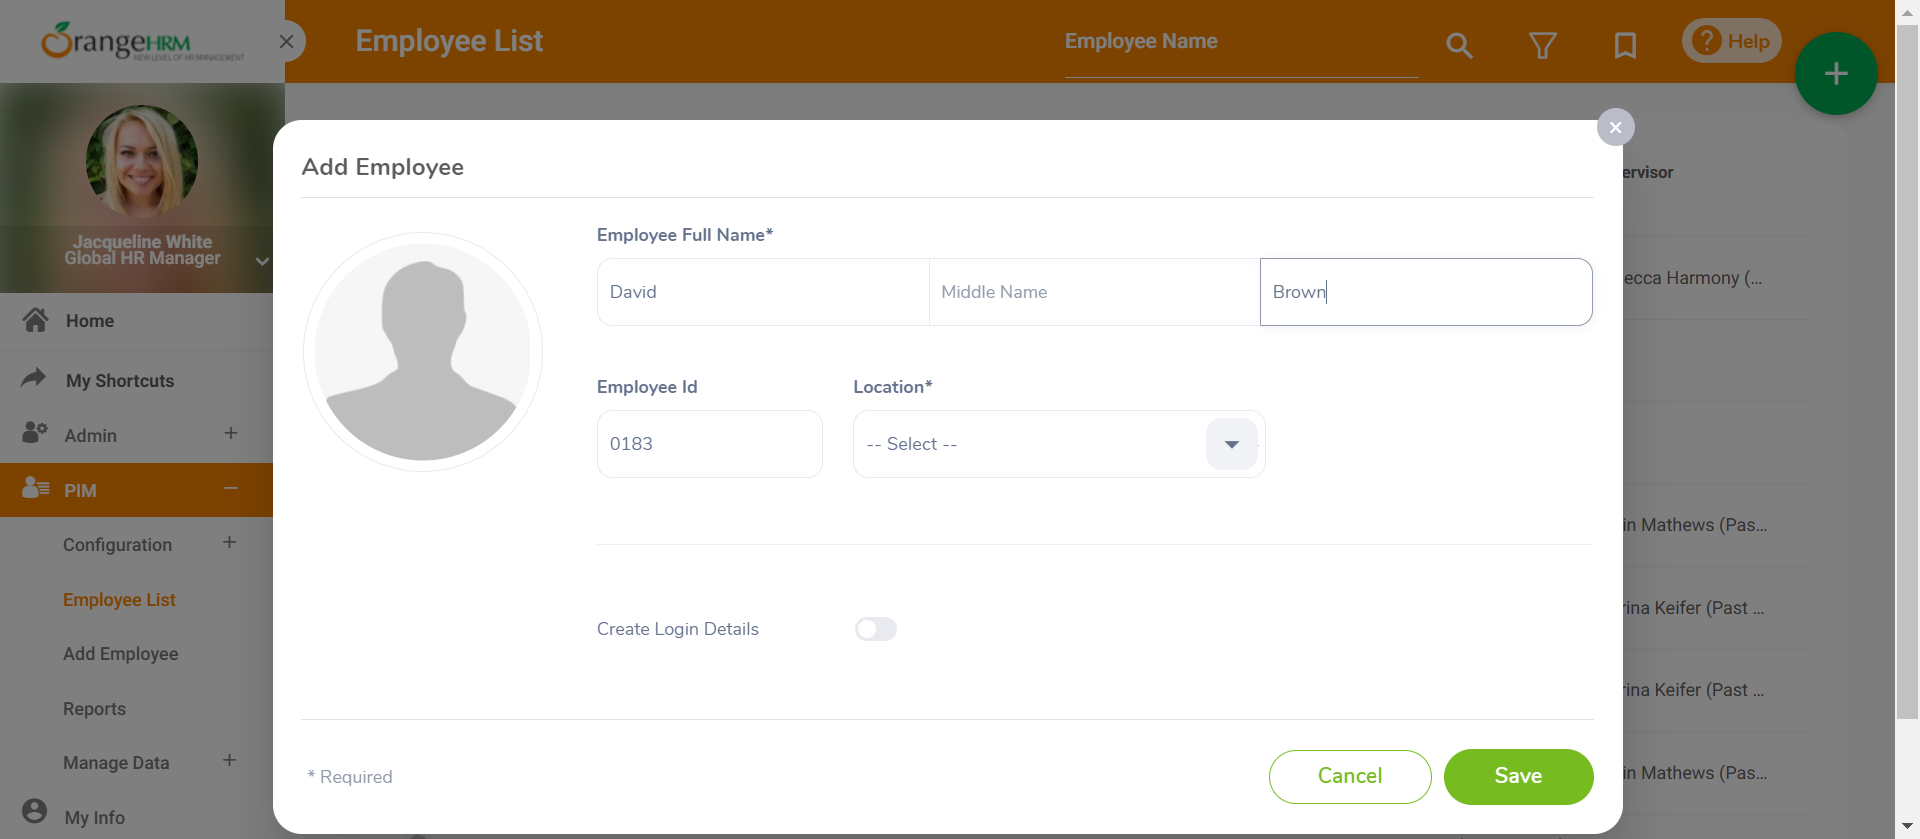 OrangeHRM
NEW LEVEL OF HR MANAGEMENT
Employee List
Employee Name
Help
Jacqueline White
Global HR Manager
Home
My Shortcuts
Admin
PIM
Configuration
Employee List
Add Employee
Reports
Manage Data
My Info
Add Employee
Employee Full Name*
David
Middle Name
Brown
Employee Id
Location*
0183
-- Select --
Create Login Details
* Required
Cancel
Save
ervisor
ecca Harmony (...
in Mathews (Pas...
rina Keifer (Past ...
rina Keifer (Past ...
in Mathews (Pas...